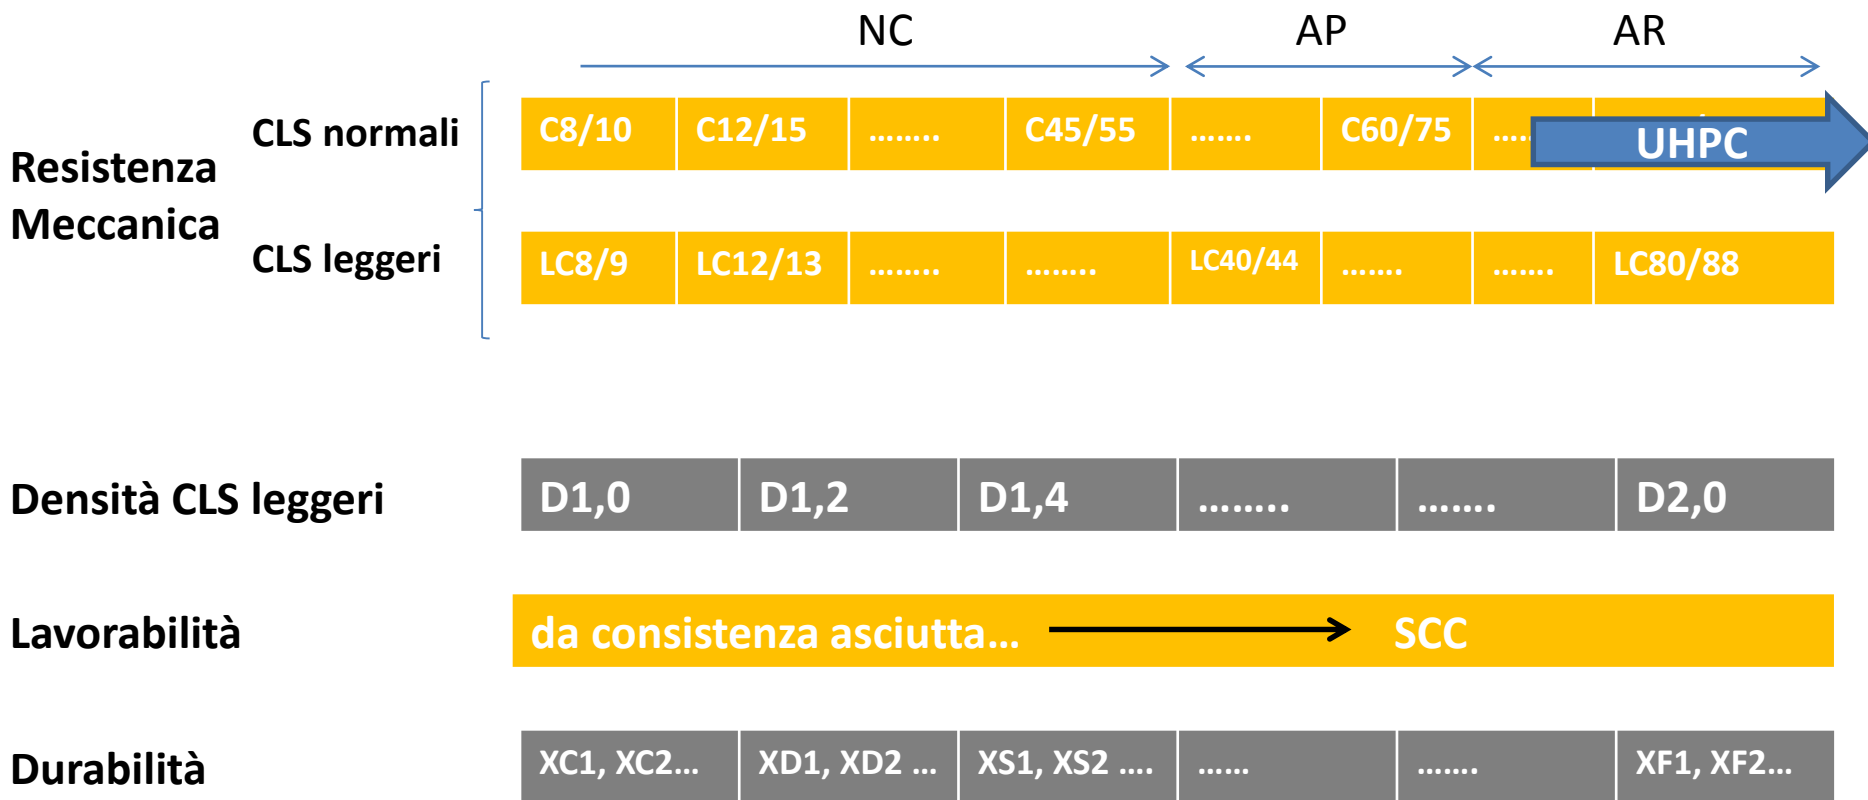 NC AP AR
CLS normali C8/10 C12/15 …….. C45/55 ……. C60/75 ….. UHPC
Resistenza
Meccanica
CLS leggeri LC8/9 LC12/13 …….. …….. LC40/44 ……. ……. LC80/88
Densità CLS leggeri D1,0 D1,2 D1,4 …….. ……. D2,0
Lavorabilità da consistenza asciutta… SCC
Durabilità XC1, XC2… XD1, XD2 … XS1, XS2 …. …… ……. XF1, XF2…